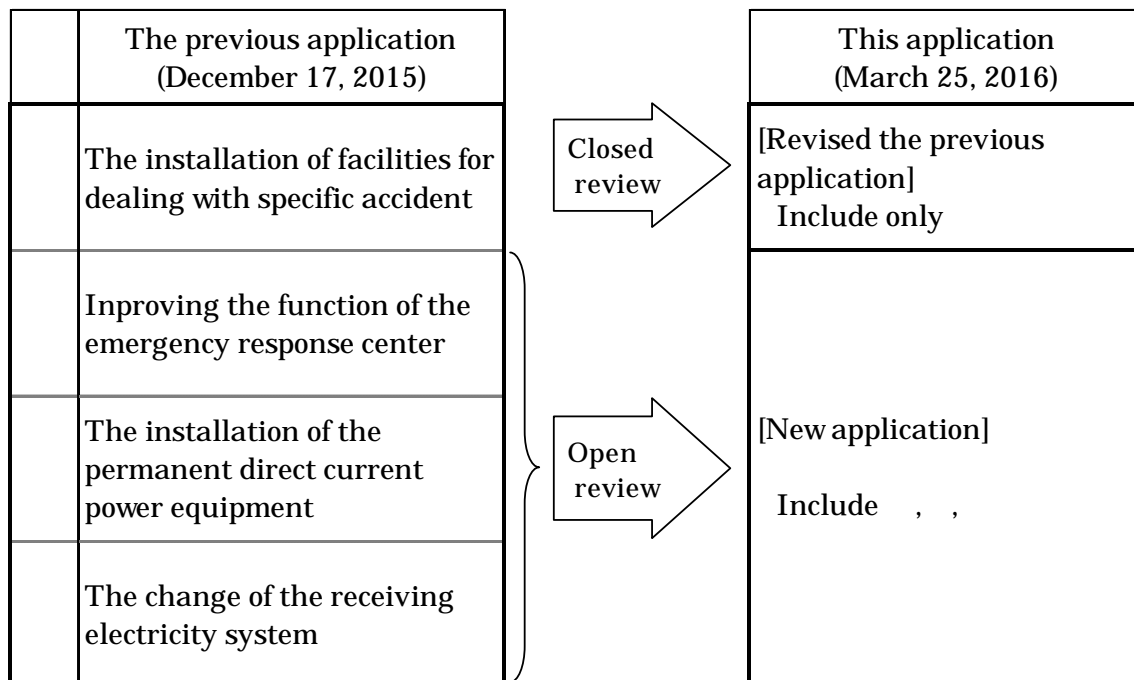 The previous application
(December 17, 2015)
This application
(March 25, 2016)
The installation of facilities for
dealing with specific accident
Closed
review
[Revised the previous
application]
Include only
Inproving the function of the
emergency response center
The installation of the
permanent direct current
power equipment
The change of the receiving
electricity system
Open
review
[New application]
Include , ,